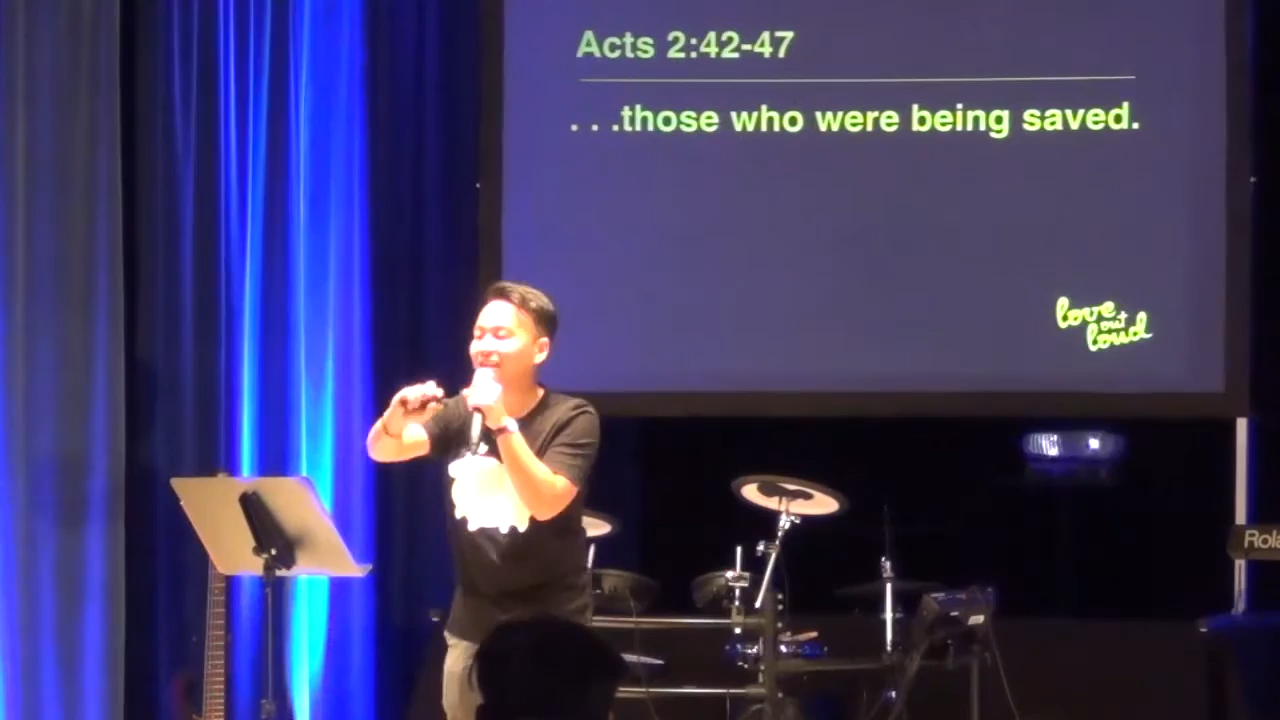 Acts 2:42-47
. . .those who were being saved.
love
out
loud
Rola